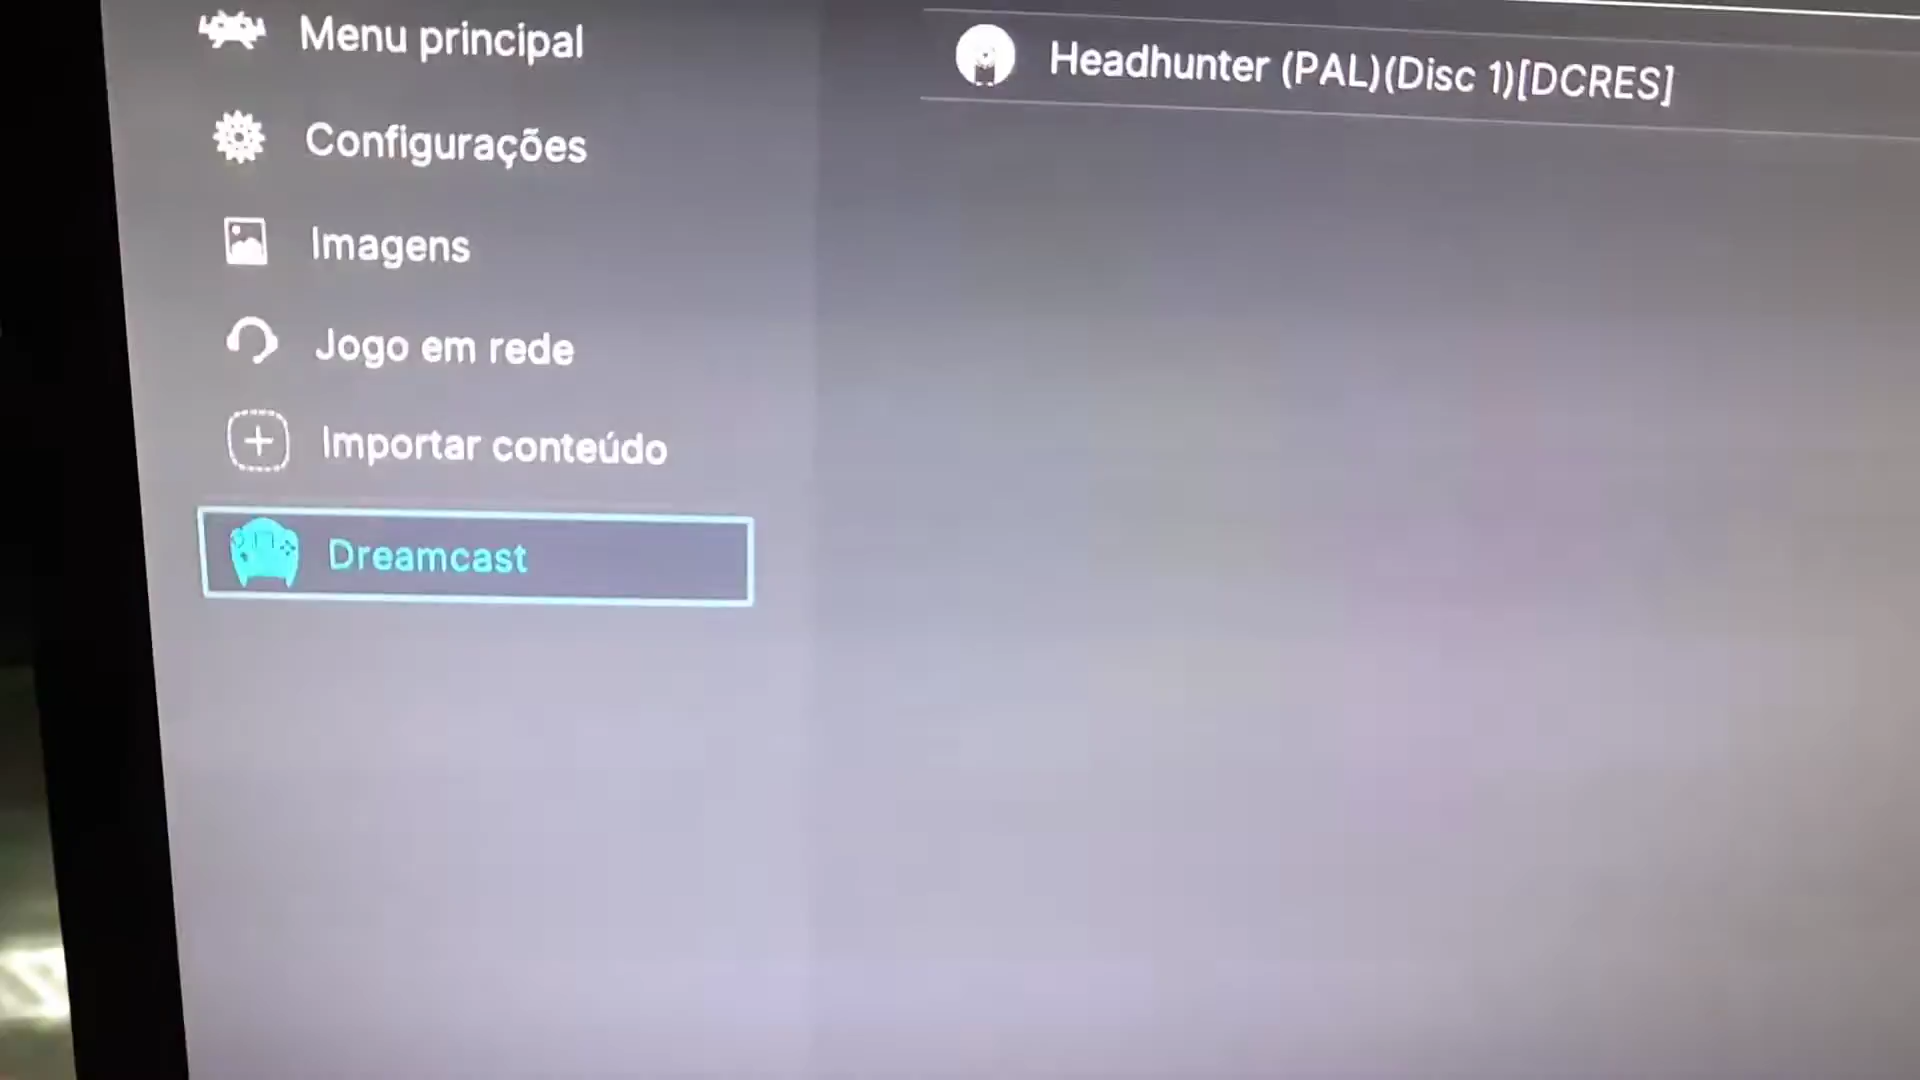 Menu principal
Configurações
Imagens
Jogo em rede
Importar conteúdo
Dreamcast
Headhunter (PAL)(Disc 1)[DCRES]